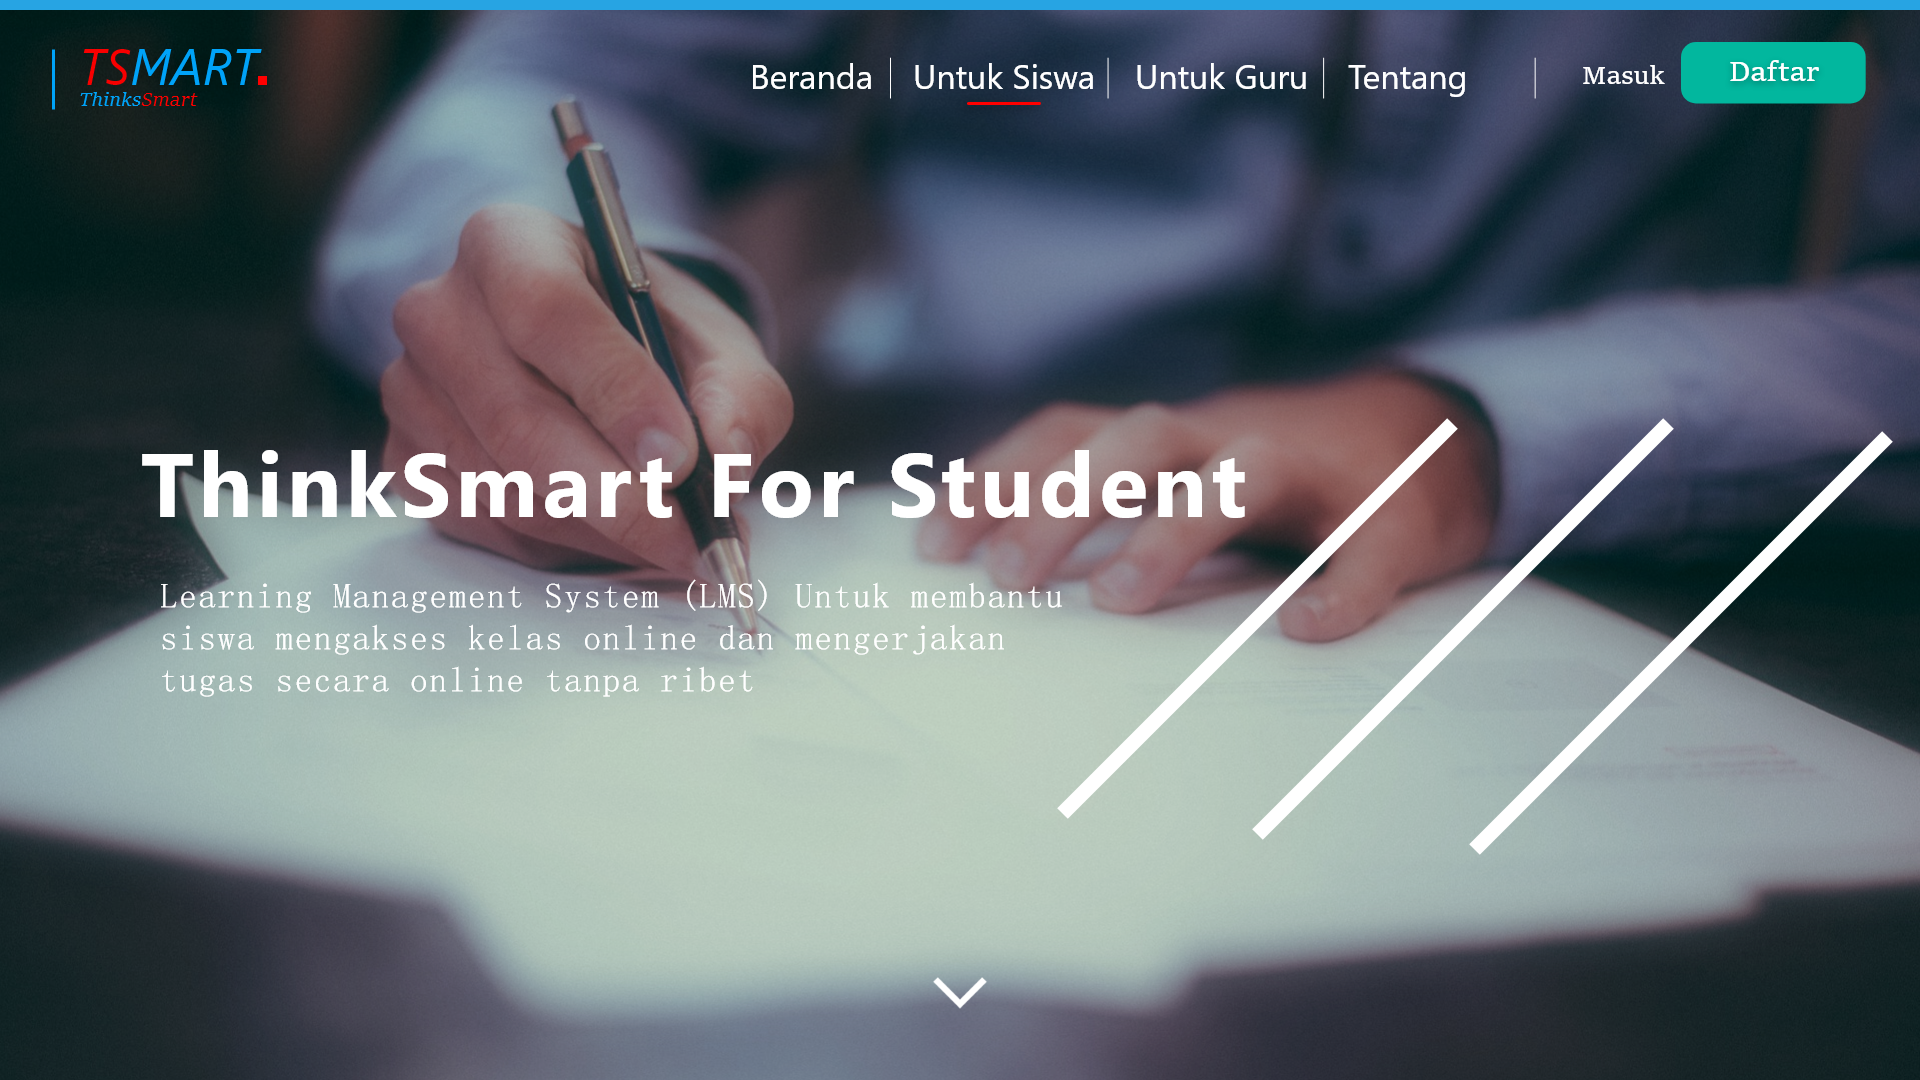 TSMART.
ThinksSmart
Beranda
Untuk Siswa
Untuk Guru
Tentang
Masuk
Daftar
ThinkSmart For Student
Learning Management System (LMS) Untuk membantu
siswa mengakses kelas online dan mengerjakan
tugas secara online tanpa ribet